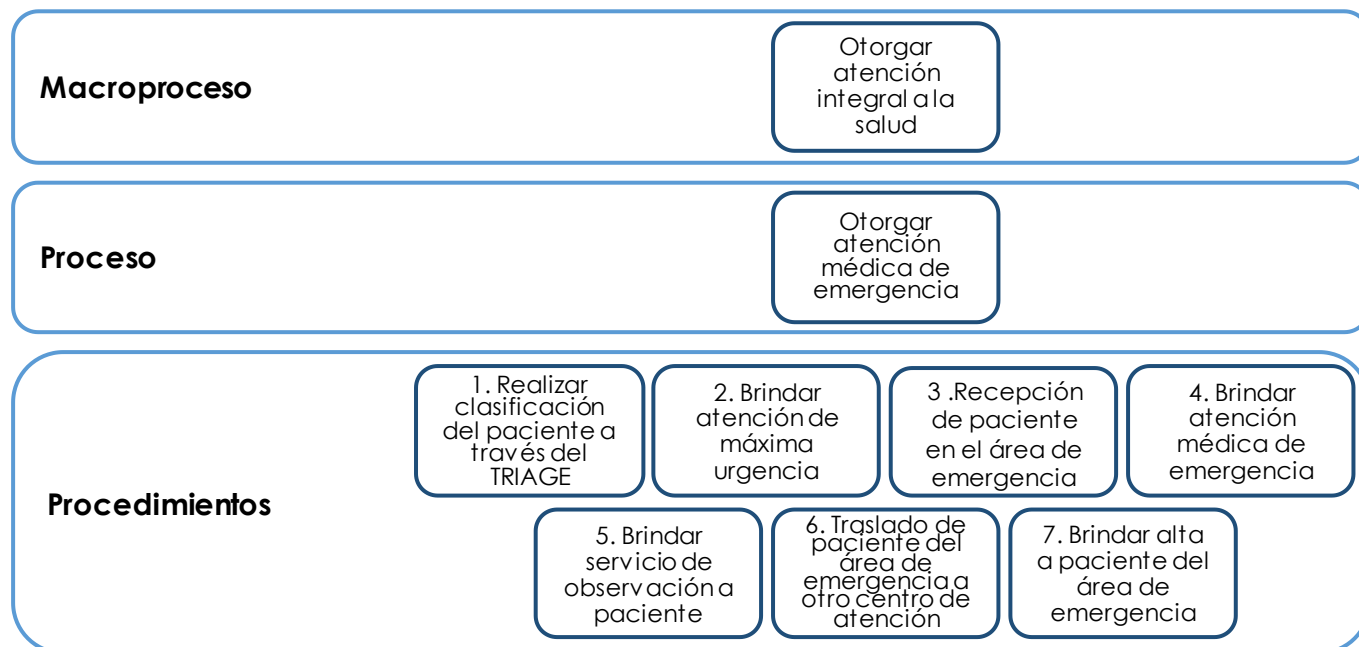 Macroproceso
Otorgar
atención
integral a la
salud
Proceso
Otorgar
atención
médica de
emergencia
Procedimientos
1. Realizar
clasificación
del paciente a
través del
TRIAGE
2. Brindar
atención de
máxima
urgencia
3 .Recepción
de paciente
en el área de
emergencia
4. Brindar
atención
médica de
emergencia
5. Brindar
servicio de
observación a
paciente
6. Traslado de
paciente del
área de
emergencia a
otro centro de
atención
7. Brindar alta
a paciente del
área de
emergencia